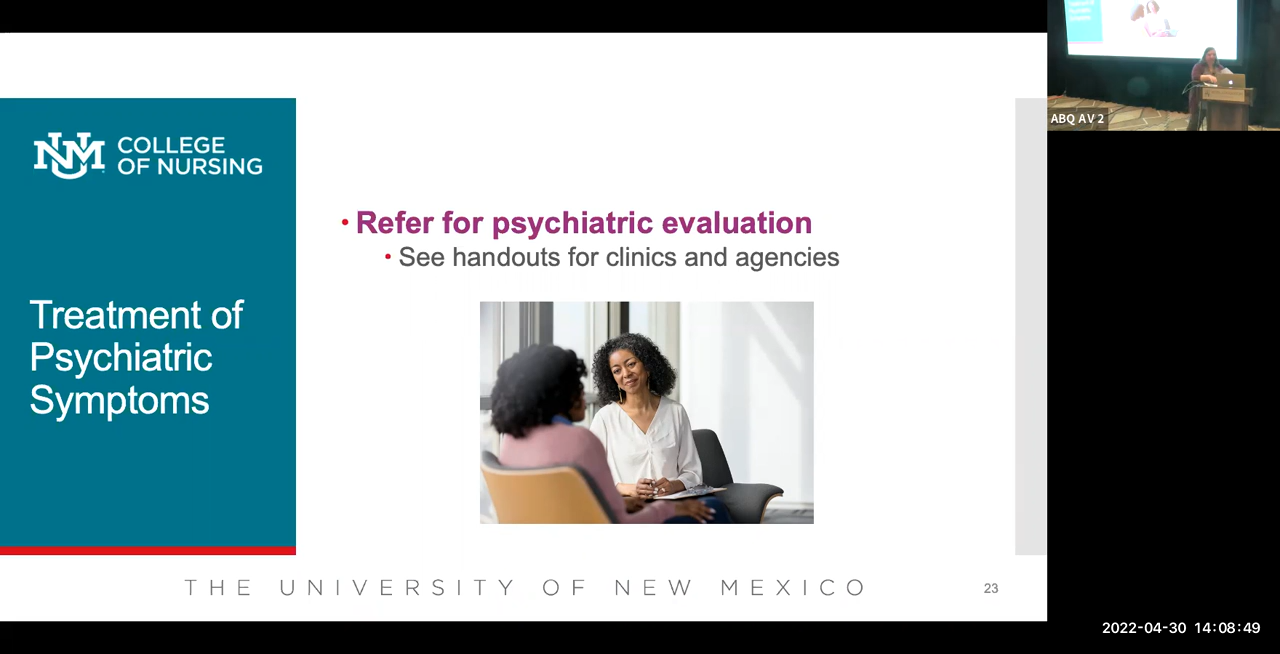 UNM COLLEGE
OF NURSING
Treatment of
Psychiatric
Symptoms
• Refer for psychiatric evaluation
• See handouts for clinics and agencies
THE UNIVERSITY OF NEW MEXICO
23
ABQ AV 2
2022-04-30 14:08:49